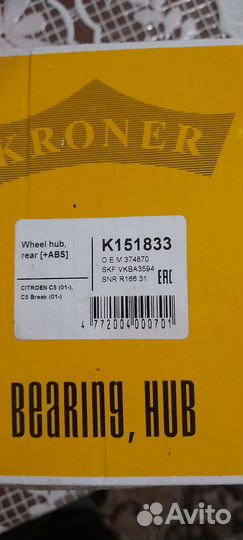 KRONER
Wheel hub,
rear [+ABS]
K151833
O E M 374870
SKF VKBA3594
SNR R166 31
EAC
CITROEN C5 (01-),
C5 Break (01-)
4 772004 000701
Bearing, HUB
Avito